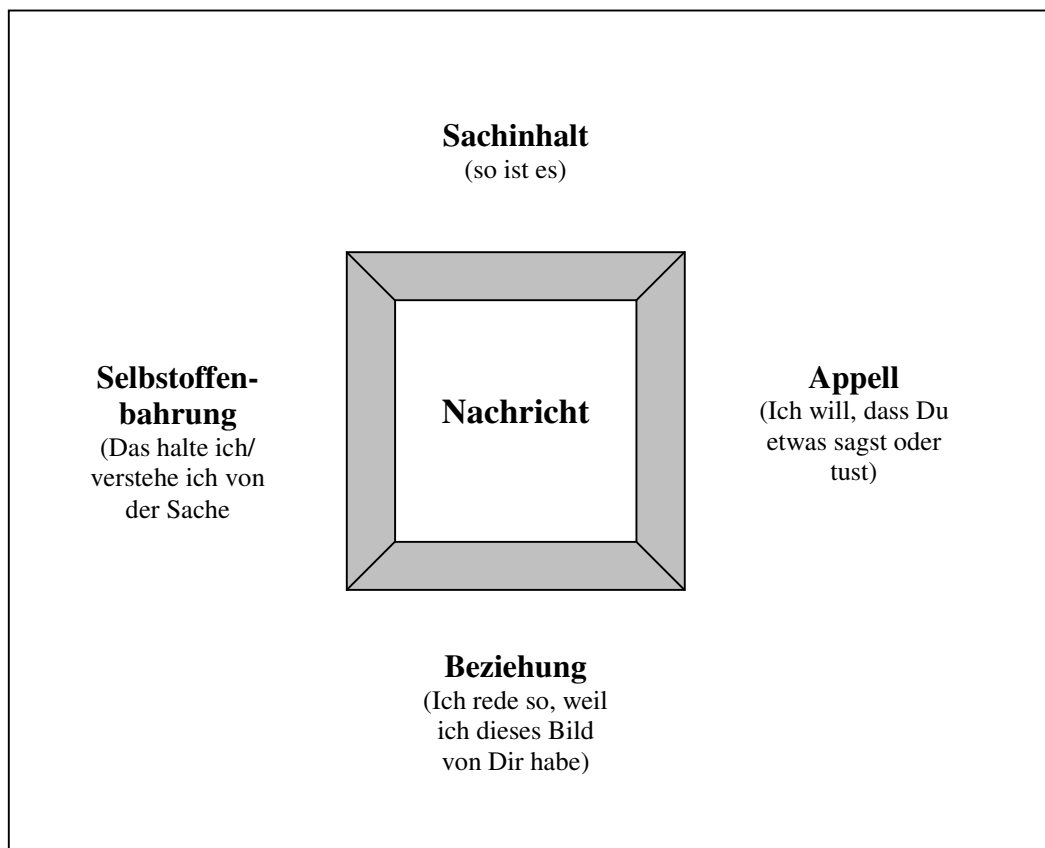 Sachinhalt
(so ist es)
Selbstoffen-
bahrung
(Das halte ich/
verstehe ich von
der Sache
Nachricht
Appell
(Ich will, dass Du
etwas sagst oder
tust)
Beziehung
(Ich rede so, weil
ich dieses Bild
von Dir habe)